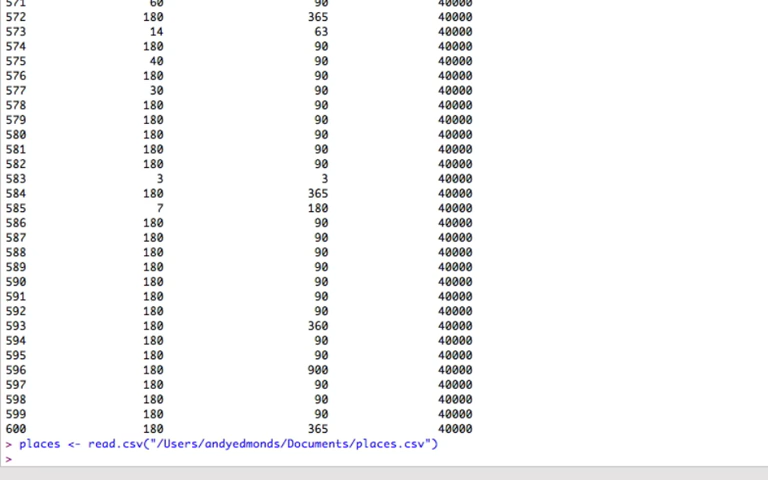 571 60 90 40000
572 180 365 40000
573 14 63 40000
574 180 90 40000
575 40 90 40000
576 180 90 40000
577 30 90 40000
578 180 90 40000
579 180 90 40000
580 180 90 40000
581 180 90 40000
582 180 90 40000
583 3 3 40000
584 180 365 40000
585 7 180 40000
586 180 90 40000
587 180 90 40000
588 180 90 40000
589 180 90 40000
590 180 90 40000
591 180 90 40000
592 180 90 40000
593 180 360 40000
594 180 90 40000
595 180 90 40000
596 180 900 40000
597 180 90 40000
598 180 90 40000
599 180 90 40000
600 180 365 40000
> places <- read.csv("/Users/andyedmonds/Documents/places.csv")
>